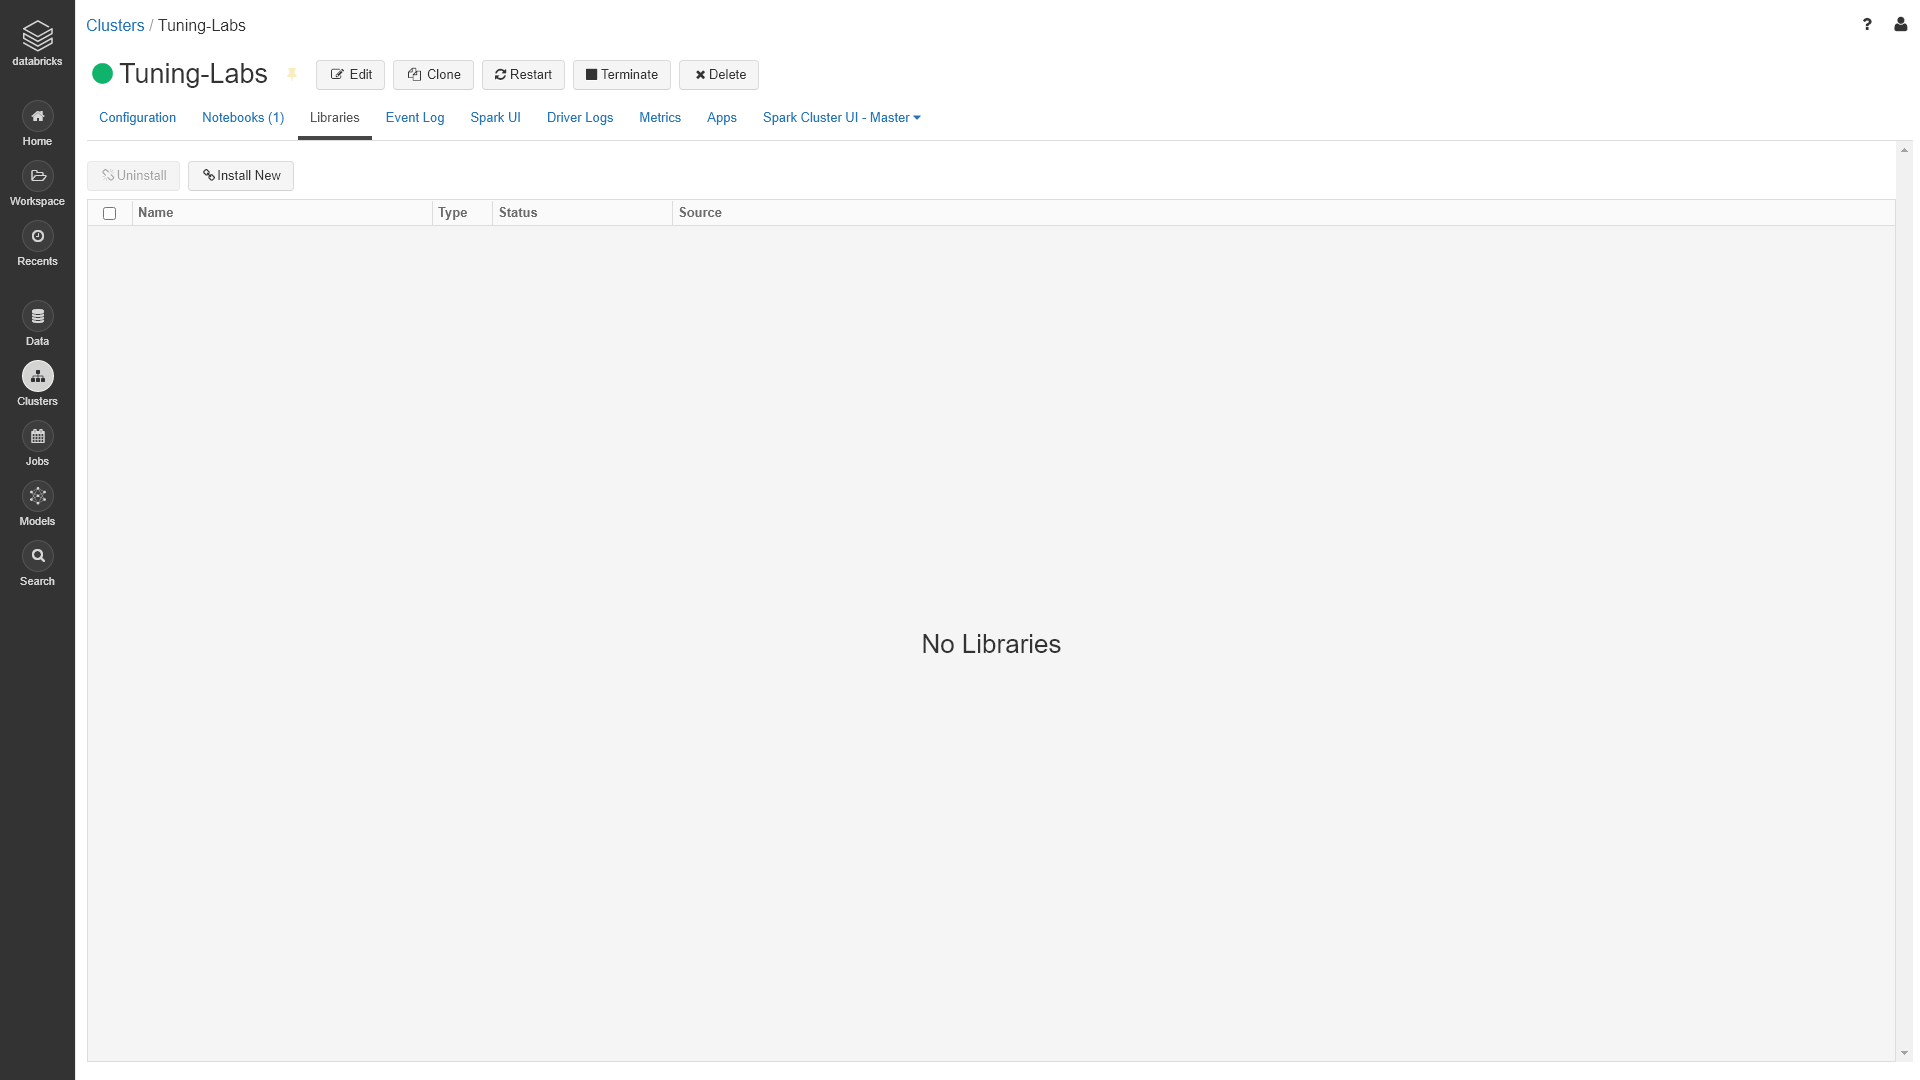 Clusters / Tuning-Labs
?
databricks
Tuning-Labs
Edit Clone Restart Terminate Delete
Configuration Notebooks (1) Libraries Event Log Spark UI Driver Logs Metrics Apps Spark Cluster UI - Master
Home
Workspace
Recents
Data
Clusters
Jobs
Models
Search
Uninstall Install New
Name Type Status Source
No Libraries